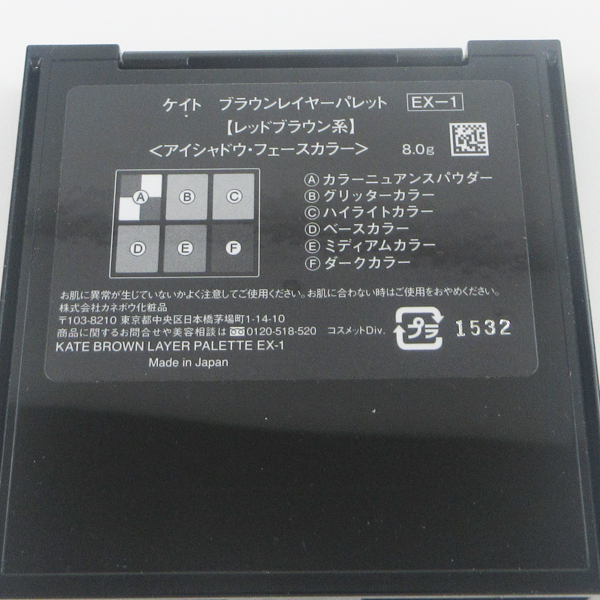 ケイト ブラウンレイヤーパレット EX-1
【レッドブラウン系】
<アイシャドウ・フェースカラー> 8.0g
A B C
D E F
Ⓐ カラーニュアンスパウダー
Ⓑ グリッターカラー
Ⓒ ハイライトカラー
Ⓓ ベースカラー
Ⓔ ミディアムカラー
Ⓕ ダークカラー
お肌に異常が生じていないかよく注意してご使用ください。お肌に合わない時はご使用をおやめください。
株式会社カネボウ化粧品
〒103-8210 東京都中央区日本橋茅場町1-14-10
商品に関するお問合せや美容相談は 0120-518-520 コスメットDiv.
プラ 1532
KATE BROWN LAYER PALETTE EX-1
Made in Japan